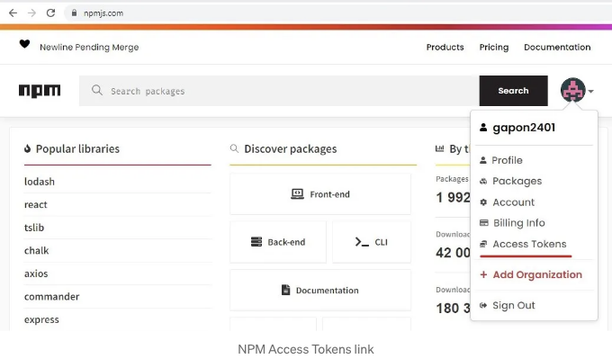 npmjs.com
Newline Pending Merge
Products Pricing Documentation
npm Search packages Search
gapon2401
Profile
Packages
Account
Billing Info
Access Tokens
+ Add Organization
Sign Out
Popular libraries
lodash
react
tslib
chalk
axios
commander
express
Discover packages
Front-end
Back-end CLI
Documentation
By t
Packages
1 992
Download
42 00
Download
180 3
NPM Access Tokens link